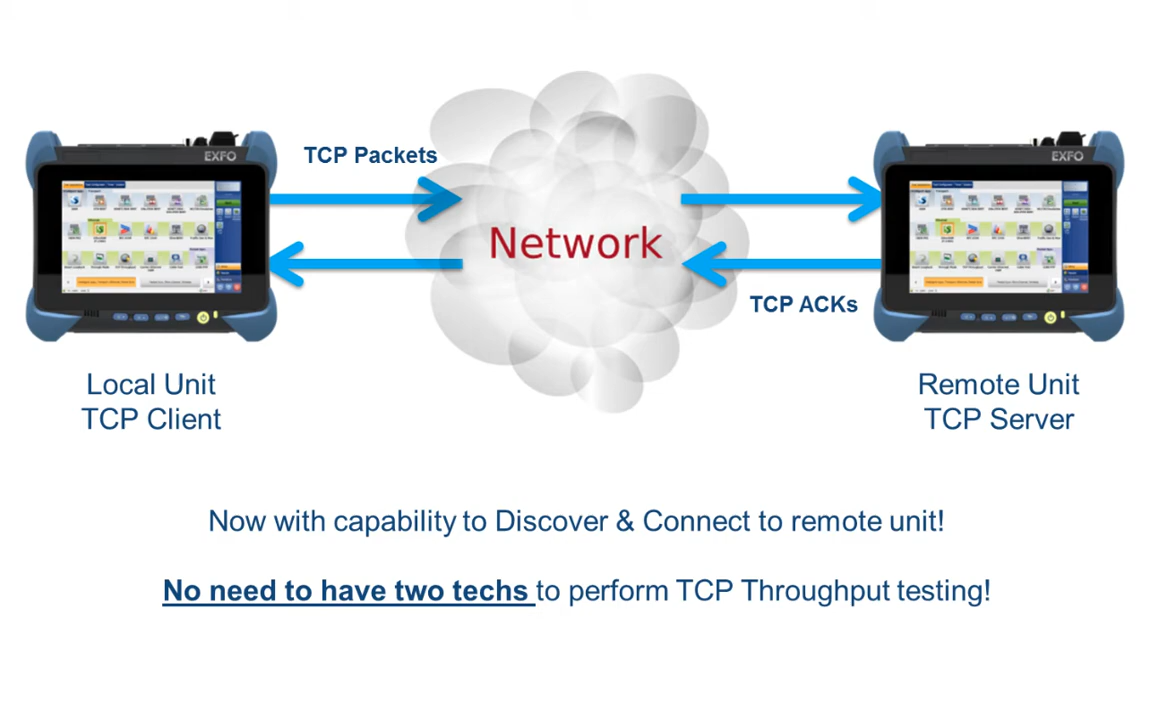 EXFO
EXFO
TCP Packets
Network
TCP ACKs
Local Unit
TCP Client
Remote Unit
TCP Server
Now with capability to Discover & Connect to remote unit!
No need to have two techs to perform TCP Throughput testing!